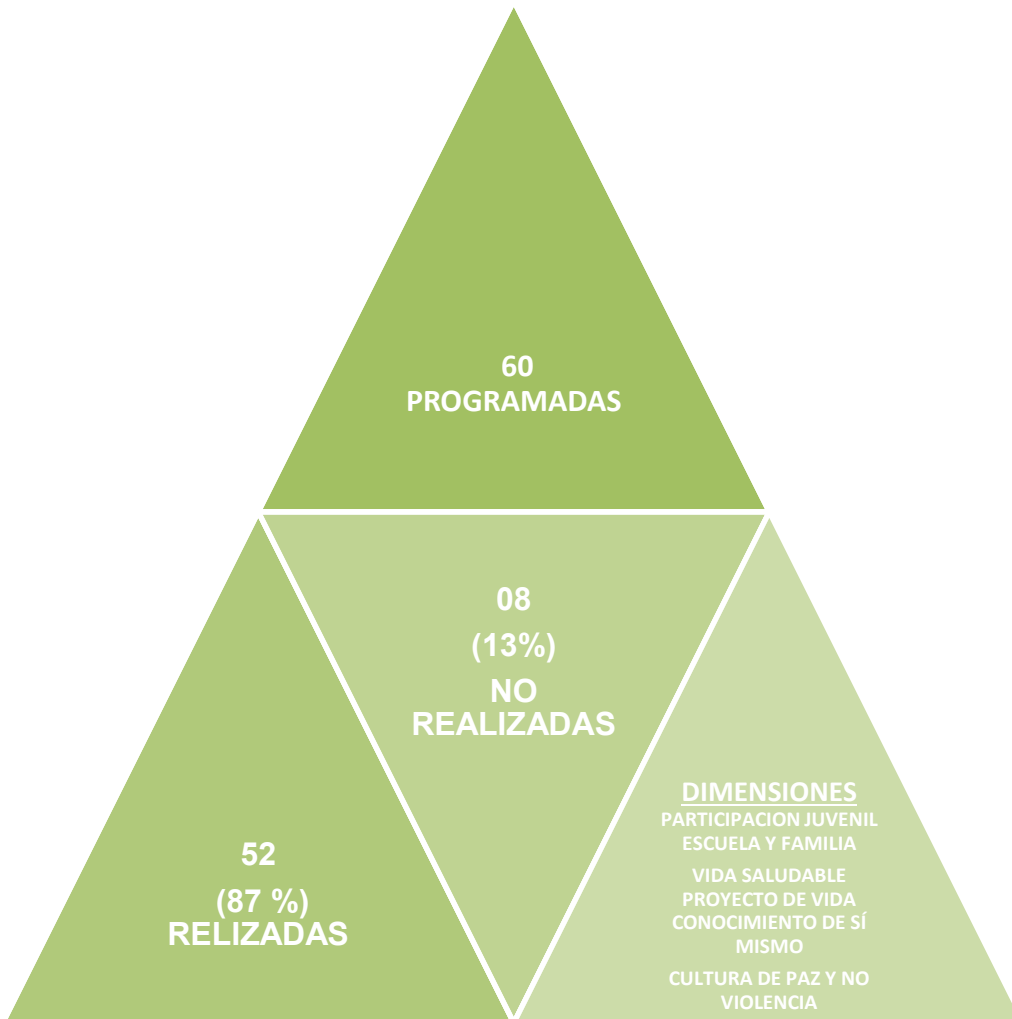 60
PROGRAMADAS
08
(13%)
NO
REALIZADAS
52
(87 %)
RELIZADAS
DIMENSIONES
PARTICIPACION JUVENIL
ESCUELA Y FAMILIA
VIDA SALUDABLE
PROYECTO DE VIDA
CONOCIMIENTO DE SÍ
MISMO
CULTURA DE PAZ Y NO
VIOLENCIA